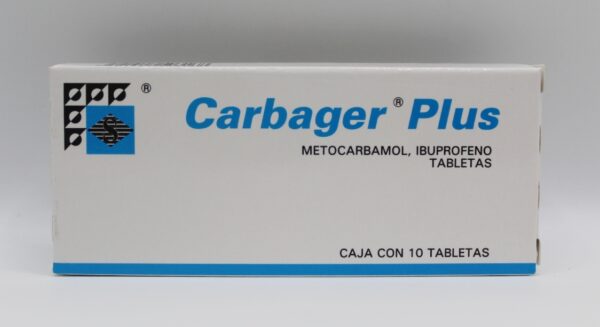 Carbager® Plus
METOCARBAMOL, IBUPROFENO
TABLETAS
CAJA CON 10 TABLETAS